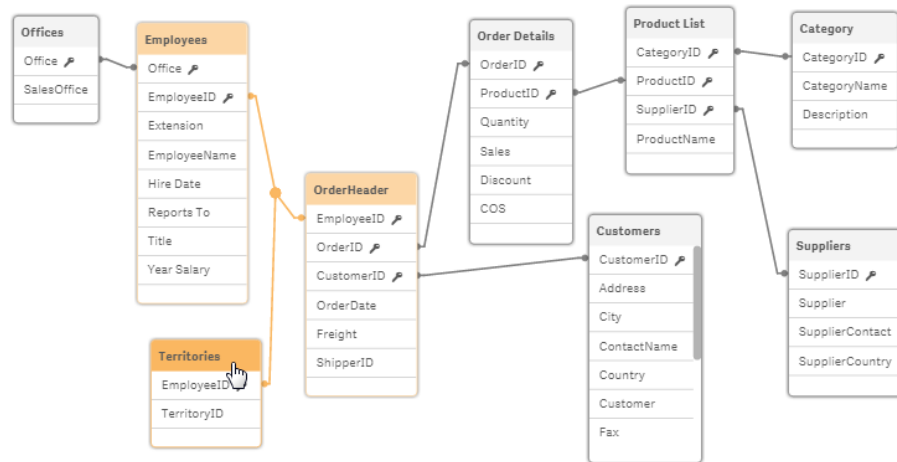 Offices
Office
SalesOffice
Employees
Office
EmployeeID
Extension
EmployeeName
Hire Date
Reports To
Title
Year Salary
Territories
EmployeeID
TerritoryID
OrderHeader
EmployeeID
OrderID
CustomerID
OrderDate
Freight
ShipperID
Order Details
OrderID
ProductID
Quantity
Sales
Discount
COS
Product List
CategoryID
ProductID
SupplierID
ProductName
Category
CategoryID
CategoryName
Description
Customers
CustomerID
Address
City
ContactName
Country
Customer
Fax
Suppliers
SupplierID
Supplier
SupplierContact
SupplierCountry